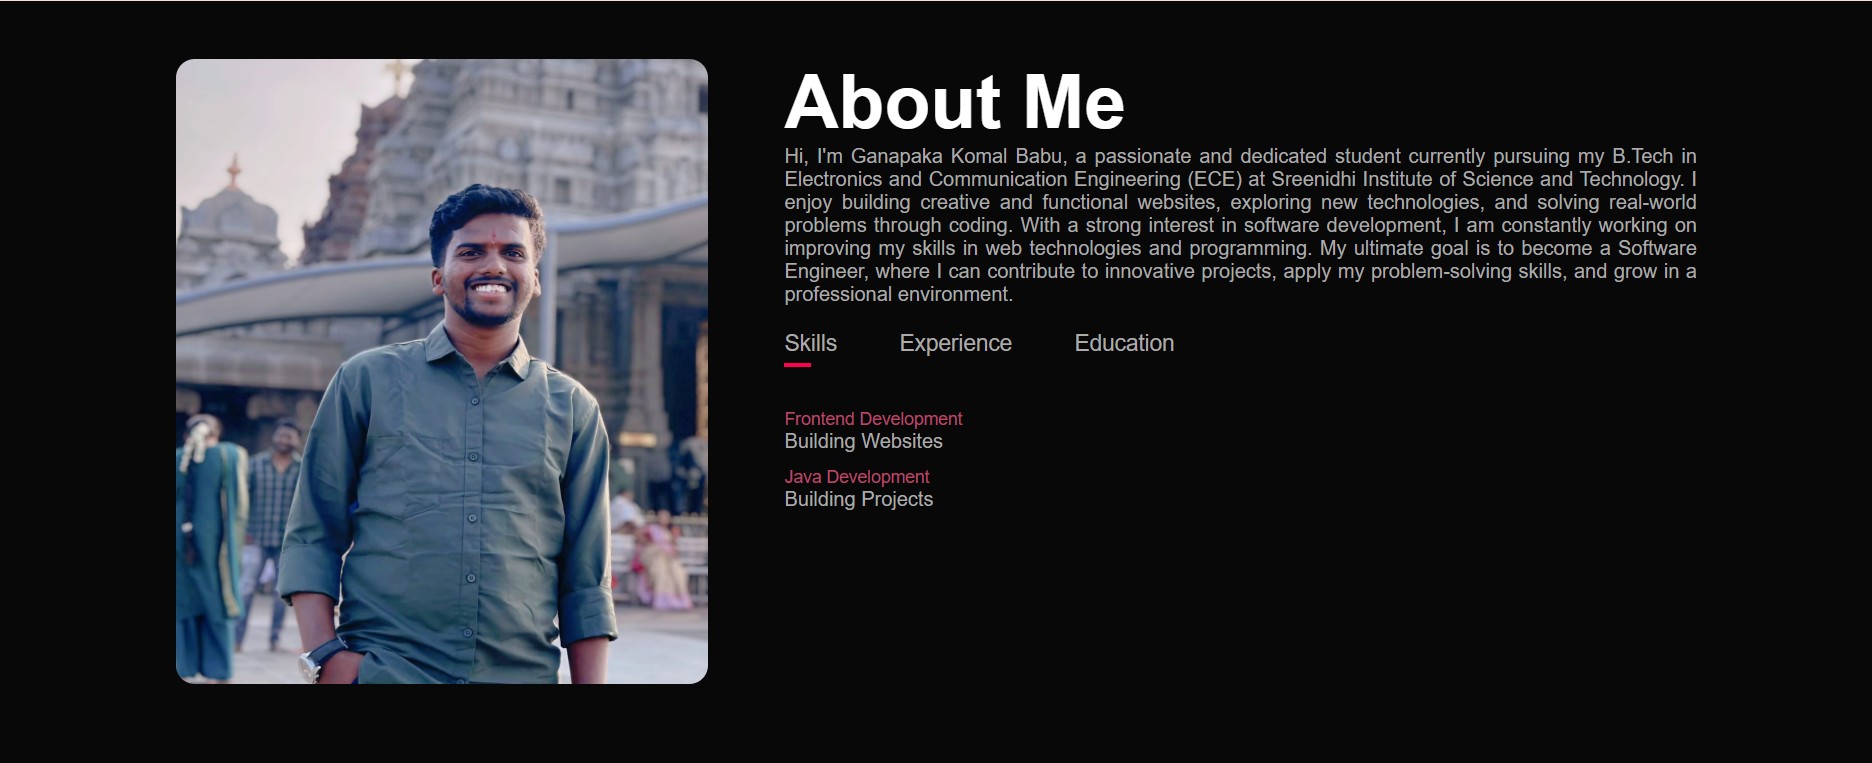 About Me
Hi, I'm Ganapaka Komal Babu, a passionate and dedicated student currently pursuing my B.Tech in
Electronics and Communication Engineering (ECE) at Sreenidhi Institute of Science and Technology. I
enjoy building creative and functional websites, exploring new technologies, and solving real-world
problems through coding. With a strong interest in software development, I am constantly working on
improving my skills in web technologies and programming. My ultimate goal is to become a Software
Engineer, where I can contribute to innovative projects, apply my problem-solving skills, and grow in a
professional environment.
Skills Experience Education
Frontend Development
Building Websites
Java Development
Building Projects